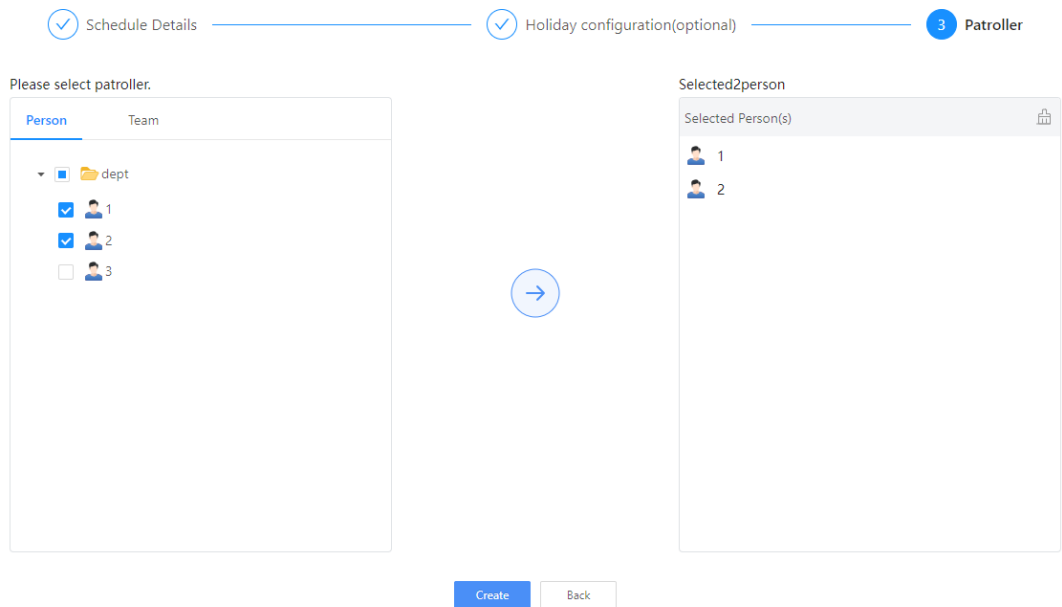 Schedule Details
Holiday configuration(optional)
3 Patroller
Please select patroller.
Selected2person
Person Team
Selected Person(s)
dept
1
2
3
1
2
Create Back